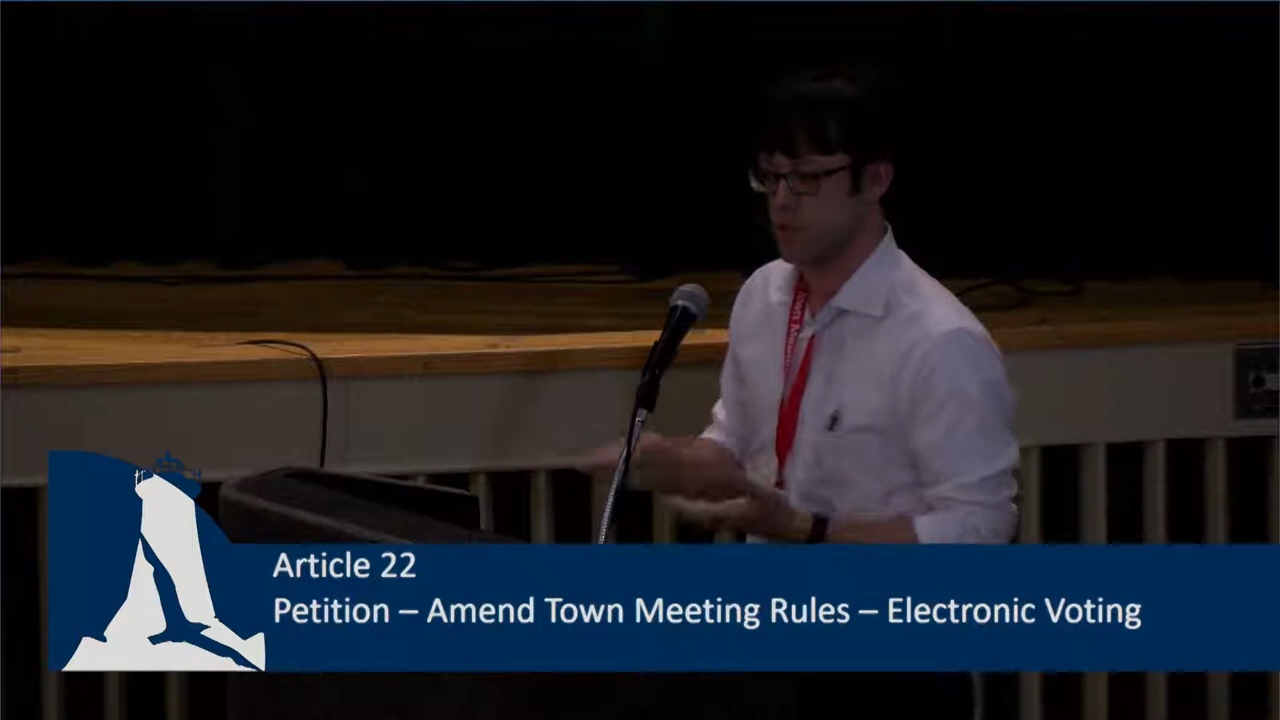 Article 22
Petition – Amend Town Meeting Rules – Electronic Voting